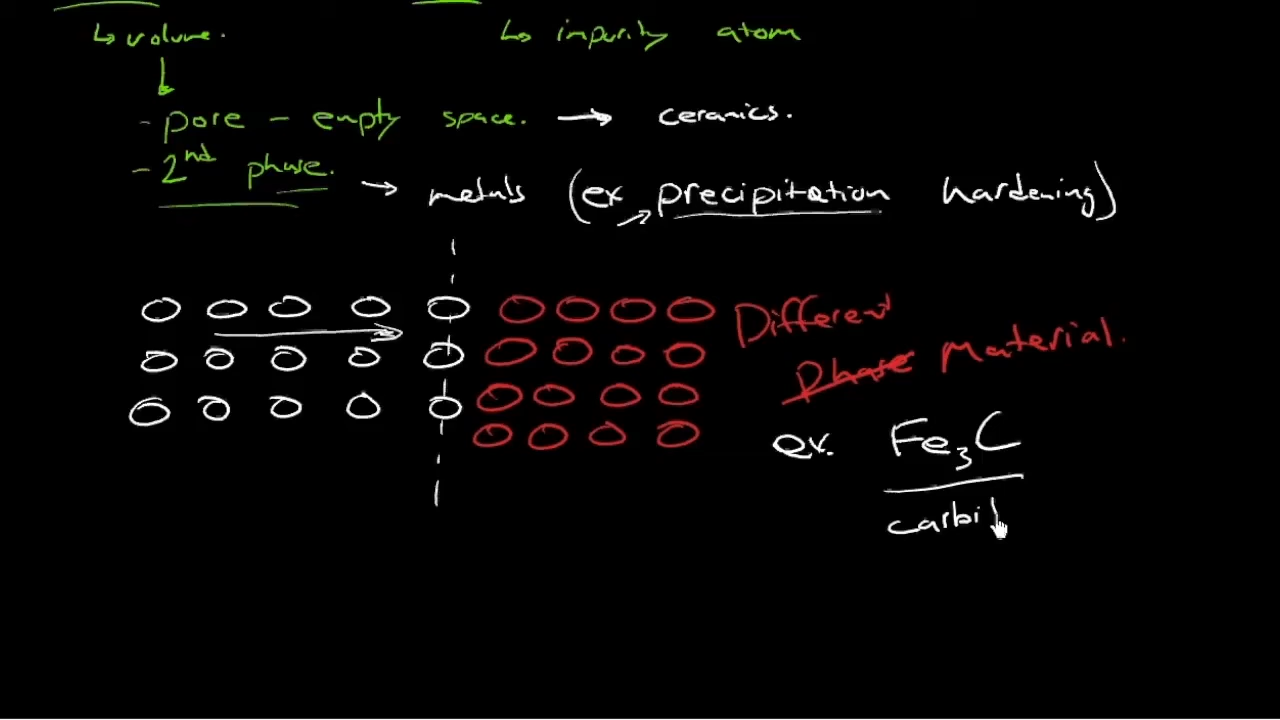 ↳ volume.
↳ impurity atom
- pore - empty space. → ceramics.
- 2nd phase. → metals (ex precipitation hardening)
Different
Phase Material.
ex. Fe3C
carbi